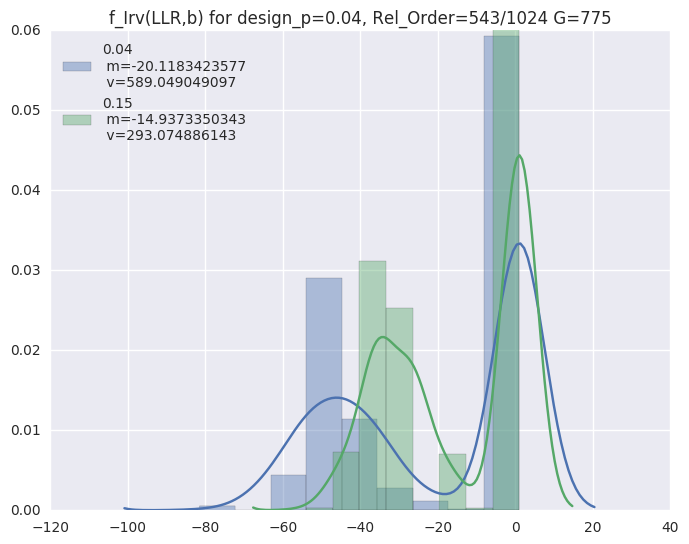 f_Irv(LLR,b) for design_p=0.04, Rel_Order=543/1024 G=775
0.04
m=-20.1183423577
v=589.049049097
0.15
m=-14.9373350343
v=293.074886143
0.06
0.05
0.04
0.03
0.02
0.01
0.00
−120 −100 −80 −60 −40 −20 0 20 40